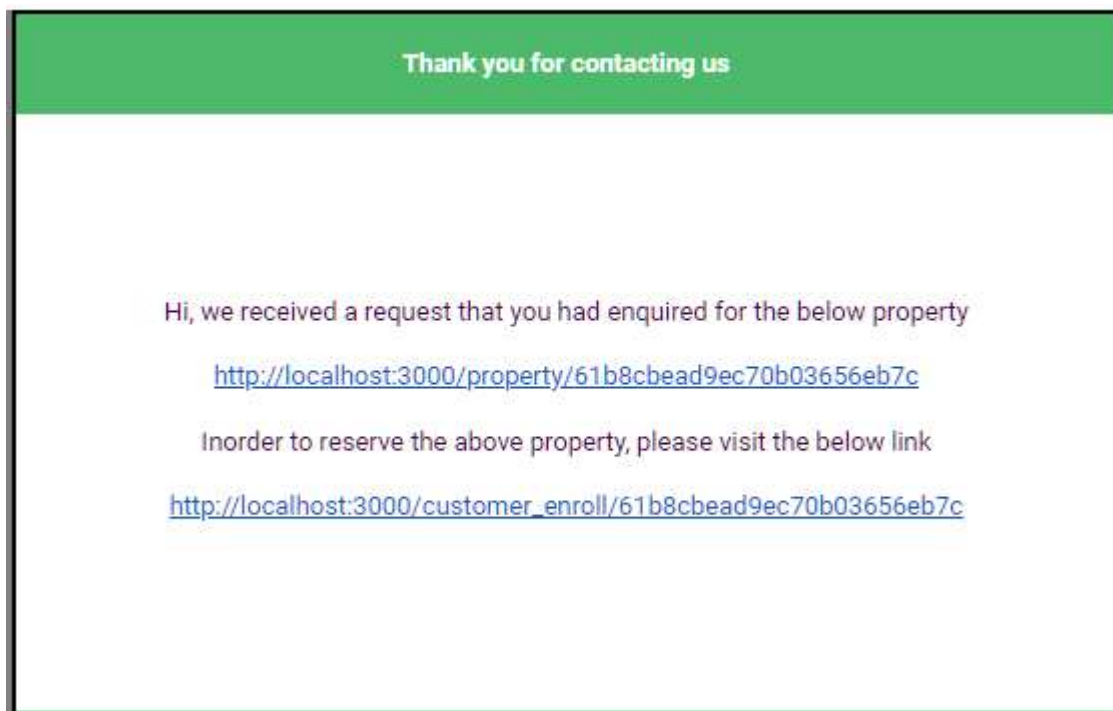 Thank you for contacting us
Hi, we received a request that you had enquired for the below property
http://localhost:3000/property/61b8cbead9ec70b03656eb7c
Inorder to reserve the above property, please visit the below link
http://localhost:3000/customer_enroll/61b8cbead9ec70b03656eb7c